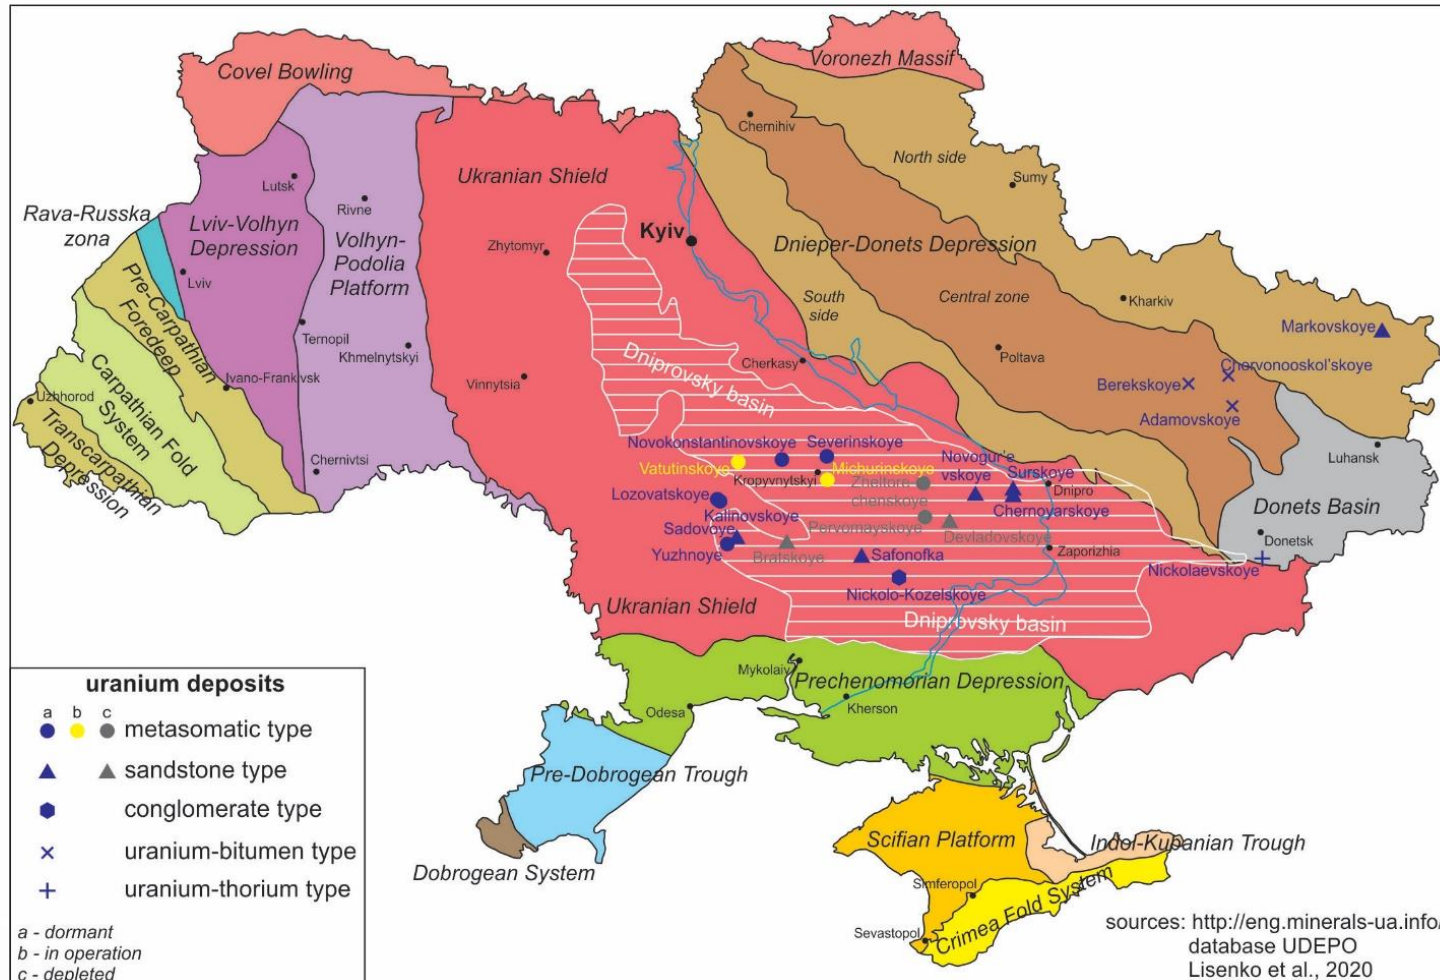 Covel Bowling
Voronezh Massif
Chernihiv
North side
Sumy
Ukranian Shield
Lutsk
Rivne
Rava-Russka
zona
Lviv-Volhyn
Depression
Volhyn-
Podolia
Platform
Zhytomyr
Kyiv
Dnieper-Donets Depression
Lviv
Pre-Carpathian
Foredeep
South
side
Central zone
Kharkiv
Markovskoye
Ternopil
Khmelnytskyi
Poltava
Chorvonooskol'skoye
Berekskoye
Adamovskoye
Cherkasy
Dniprovsky basin
Vinnytsia
Ivano-Frankivsk
Uzhhorod
Carpathian Fold
System
Transcarpathian
Depression
Chernivtsi
Novokonstantinovskoye
Severinskoye
Vatutinskoye
Michurinskoye
Kropyvnytskyi
Novogur'e
vskoye
Surskoye
Zheltore
chenskoye
Dnipro
Luhansk
Lozovatskoye
Kalinovskoye
Chernoyarskoye
Donets Basin
Sadovoye
Pervomayskoye
Devladovskoye
Donetsk
Yuzhnoye
Bratskoye
Safonofka
Zaporizhia
Nickolaevskoye
Nickolo-Kozelskoye
Ukranian Shield
Dniprovsky basin
Mykolaiv
Prechenomorian Depression
Odesa
Kherson
Pre-Dobrogean Trough
Dobrogean System
Scifian Platform
Indol-Kupanian Trough
Simferopol
Sevastopol
Crimea Fold System
uranium deposits
a b c
metasomatic type
sandstone type
conglomerate type
uranium-bitumen type
uranium-thorium type
a - dormant
b - in operation
c - depleted
sources: http://eng.minerals-ua.info/
database UDEPO
Lisenko et al., 2020